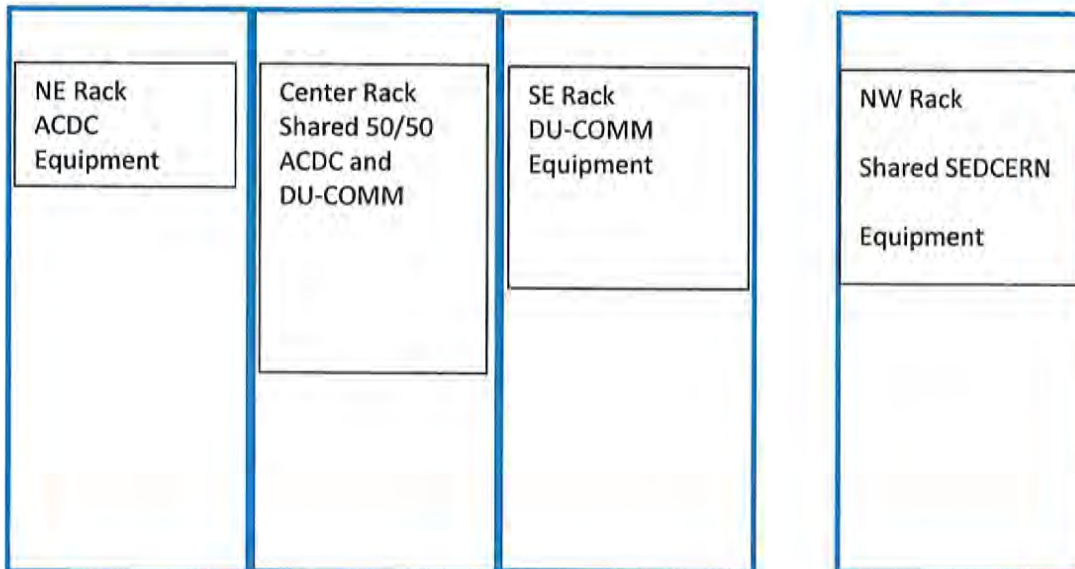 NE Rack
ACDC
Equipment
Center Rack
Shared 50/50
ACDC and
DU-COMM
SE Rack
DU-COMM
Equipment
NW Rack
Shared SEDCERN
Equipment